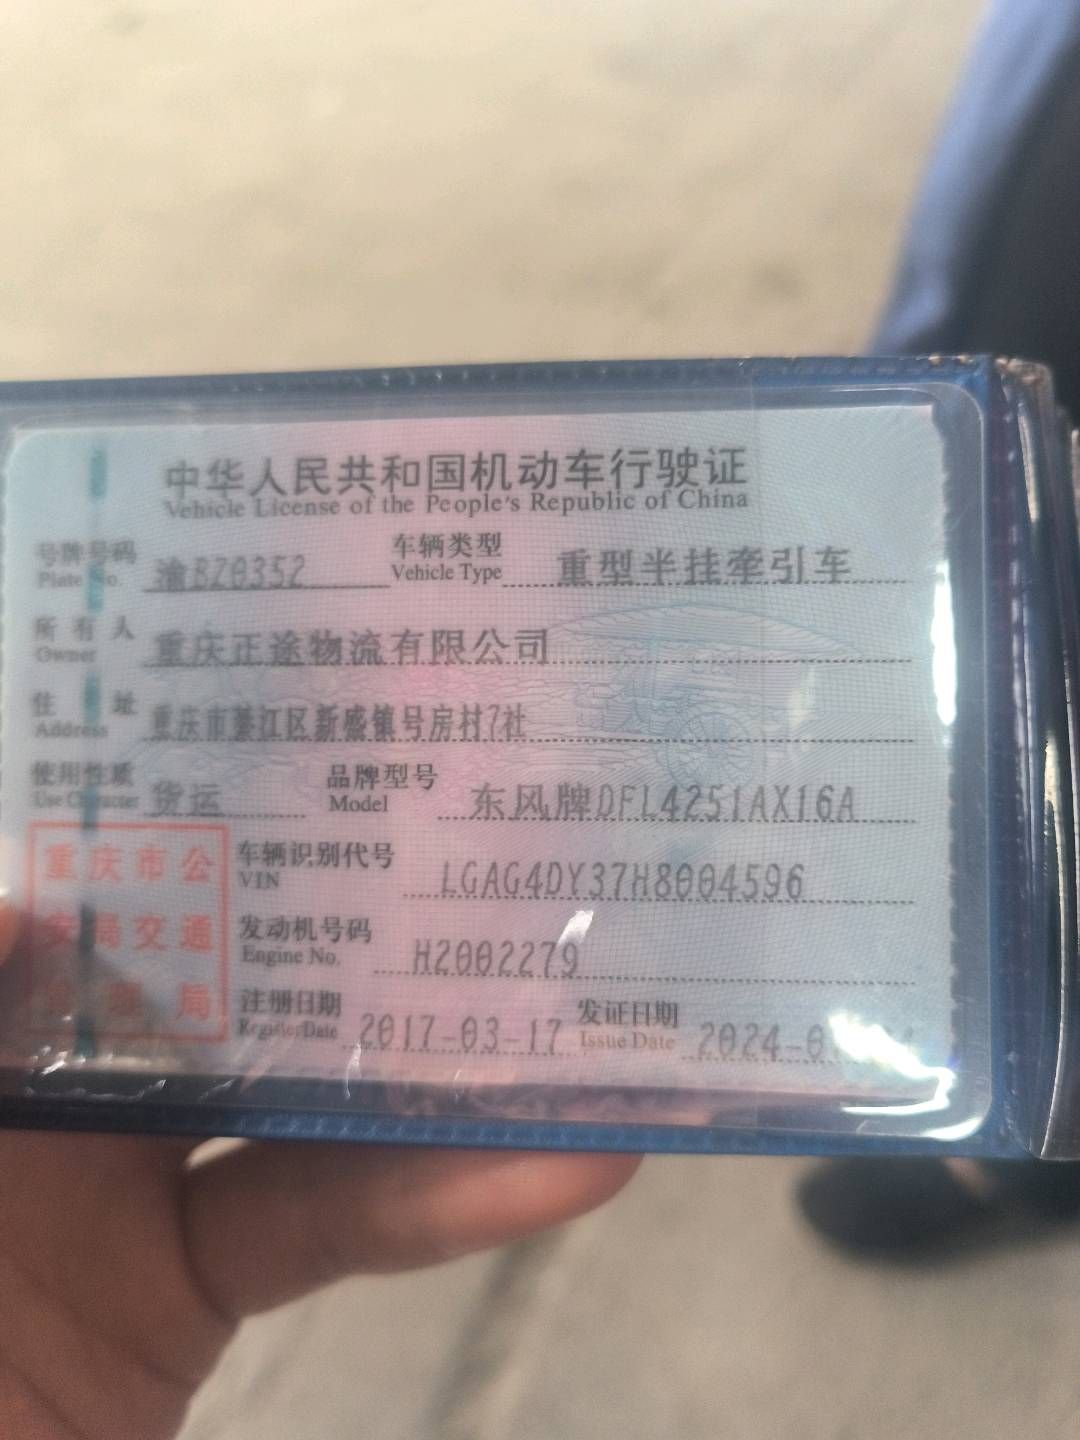 中华人民共和国机动车行驶证
Vehicle License of the People's Republic of China
号牌号码 渝BZ0352 车辆类型 重型半挂牵引车
Plate No. Vehicle Type
所有人 重庆正途物流有限公司
Owner
住址 重庆市綦江区新盛镇号房村7社
Address
使用性质 货运 品牌型号 东风牌DFL4251AX16A
Use Character Model
重庆市公
安局交通
管理局
车辆识别代号 LGAG4DY37H8004596
VIN
发动机号码 H2002279
Engine No.
注册日期 2017-03-17 发证日期 2024-0
Register Date Issue Date